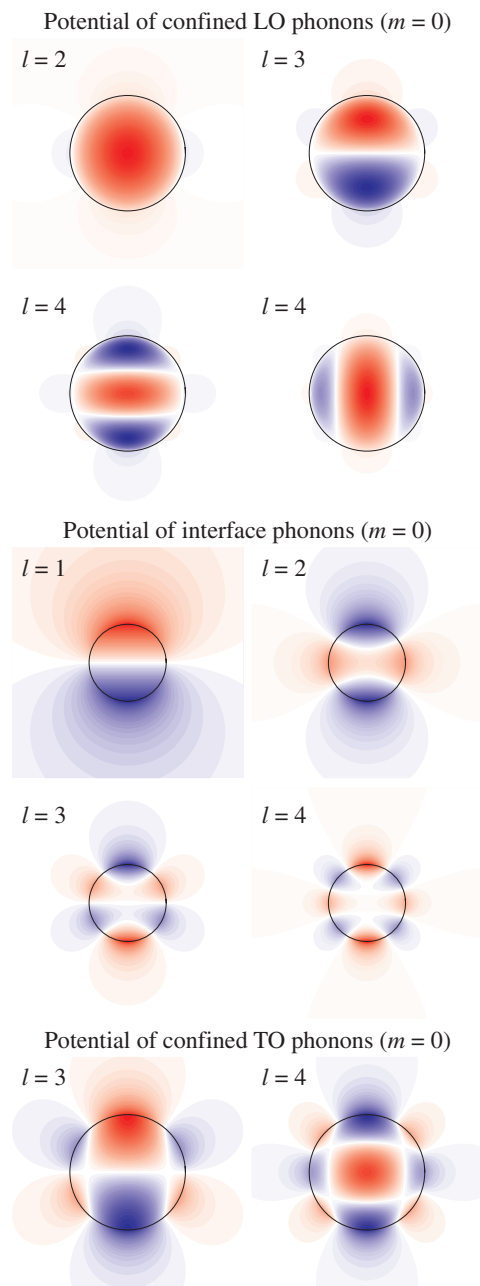 Potential of confined LO phonons (m = 0)
l = 2
l = 3
l = 4
l = 4
Potential of interface phonons (m = 0)
l = 1
l = 2
l = 3
l = 4
Potential of confined TO phonons (m = 0)
l = 3
l = 4